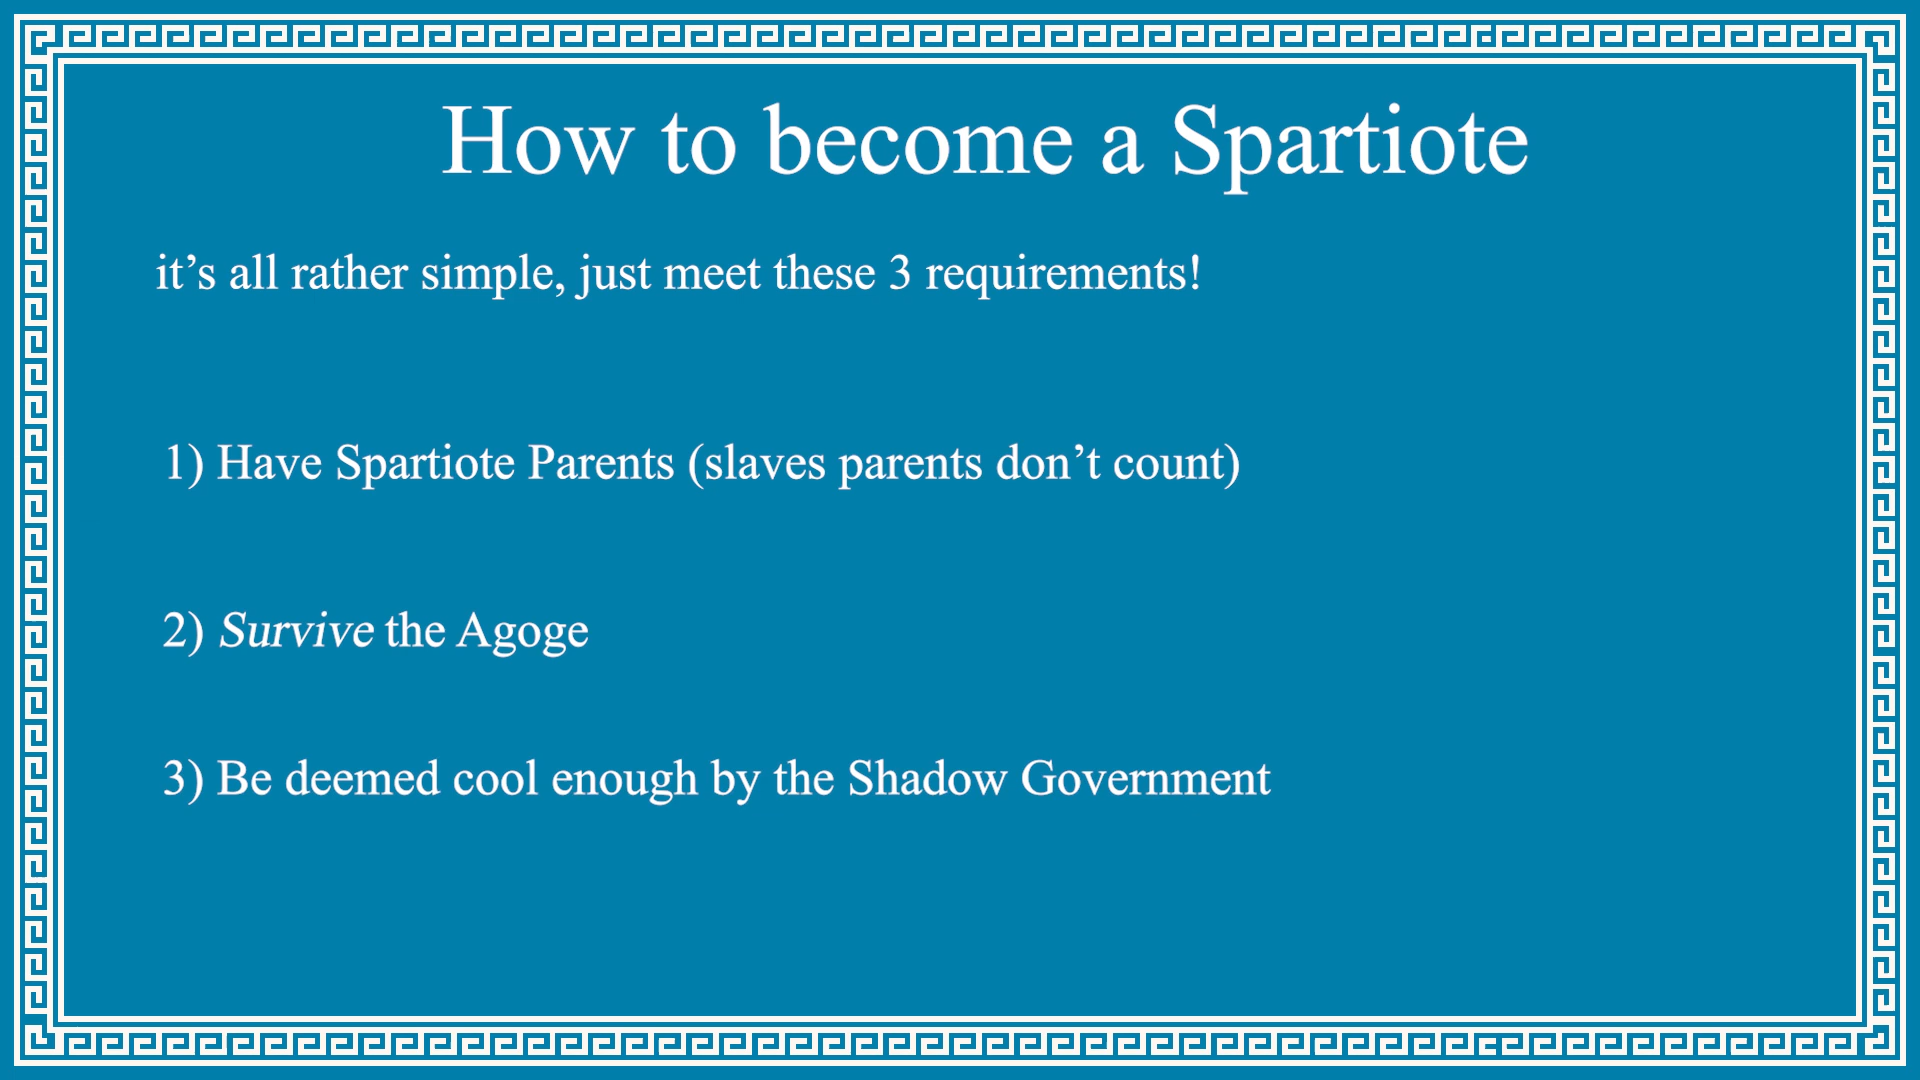 How to become a Spartiote
it’s all rather simple, just meet these 3 requirements!
1) Have Spartiote Parents (slaves parents don’t count)
2) Survive the Agoge
3) Be deemed cool enough by the Shadow Government